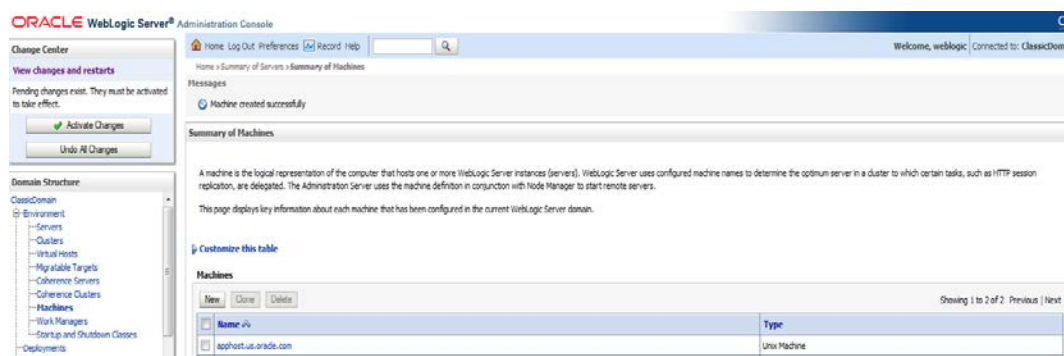 ORACLE WebLogic Server® Administration Console
Change Center
View changes and restarts
Pending changes exist. They must be activated
to take effect.
Activate Changes
Undo All Changes
Domain Structure
ClassicDomain
Environment
Servers
Clusters
Virtual Hosts
Migratable Targets
Coherence Servers
Coherence Clusters
Machines
Work Managers
Startup and Shutdown Classes
Deployments
Home Log Out Preferences Record Help
Welcome, weblogic Connected to: ClassicDom
Home >Summary of Servers >Summary of Machines
Messages
Machine created successfully
Summary of Machines
A machine is the logical representation of the computer that hosts one or more WebLogic Server instances (servers). WebLogic Server uses configured machine names to determine the optimum server in a cluster to which certain tasks, such as HTTP session
replication, are delegated. The Administration Server uses the machine definition in conjunction with Node Manager to start remote servers.
This page displays key information about each machine that has been configured in the current WebLogic Server domain.
Customize this table
Machines
New Clone Delete
Showing 1 to 2 of 2 Previous | Next
Name Type
apphost.us.oracle.com Unix Machine